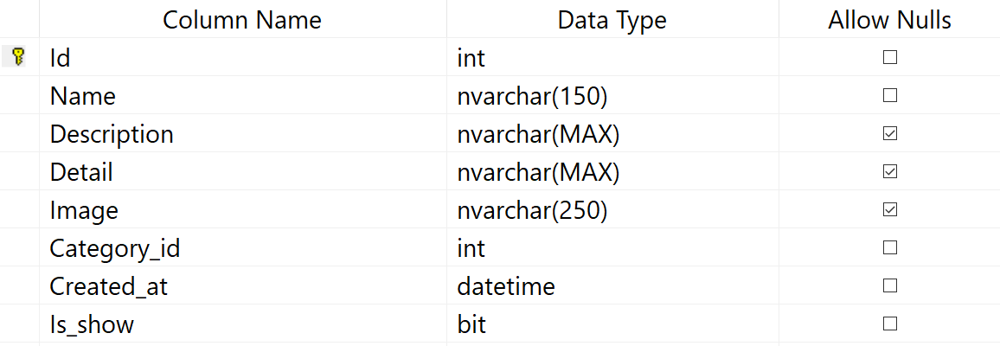 Column Name Data Type Allow Nulls
Id int
Name nvarchar(150)
Description nvarchar(MAX)
Detail nvarchar(MAX)
Image nvarchar(250)
Category_id int
Created_at datetime
Is_show bit